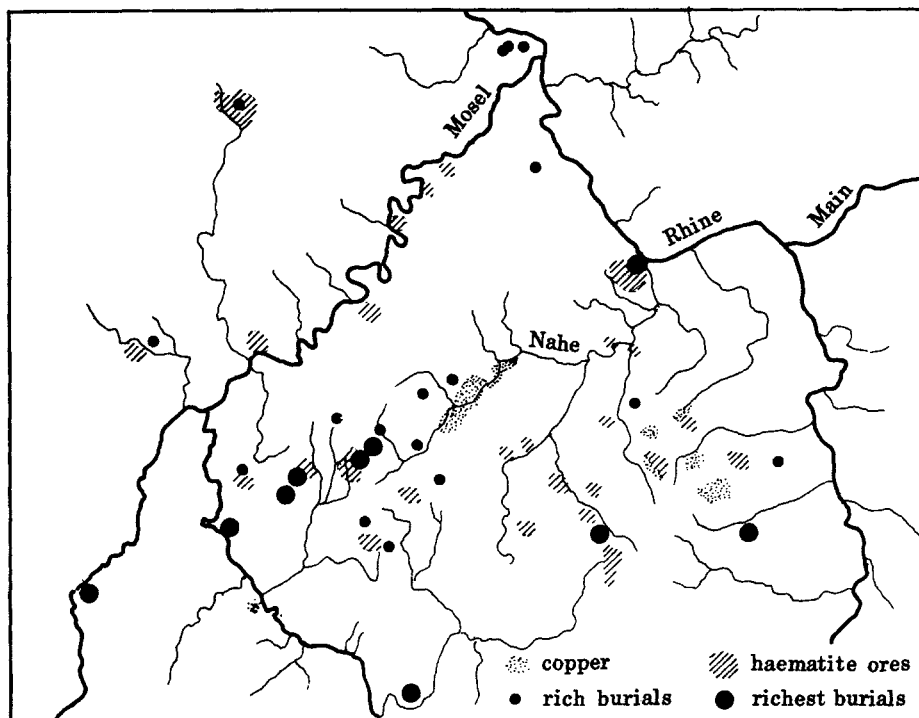 Mosel
Rhine
Main
Nahe
copper
haematite ores
rich burials
richest burials